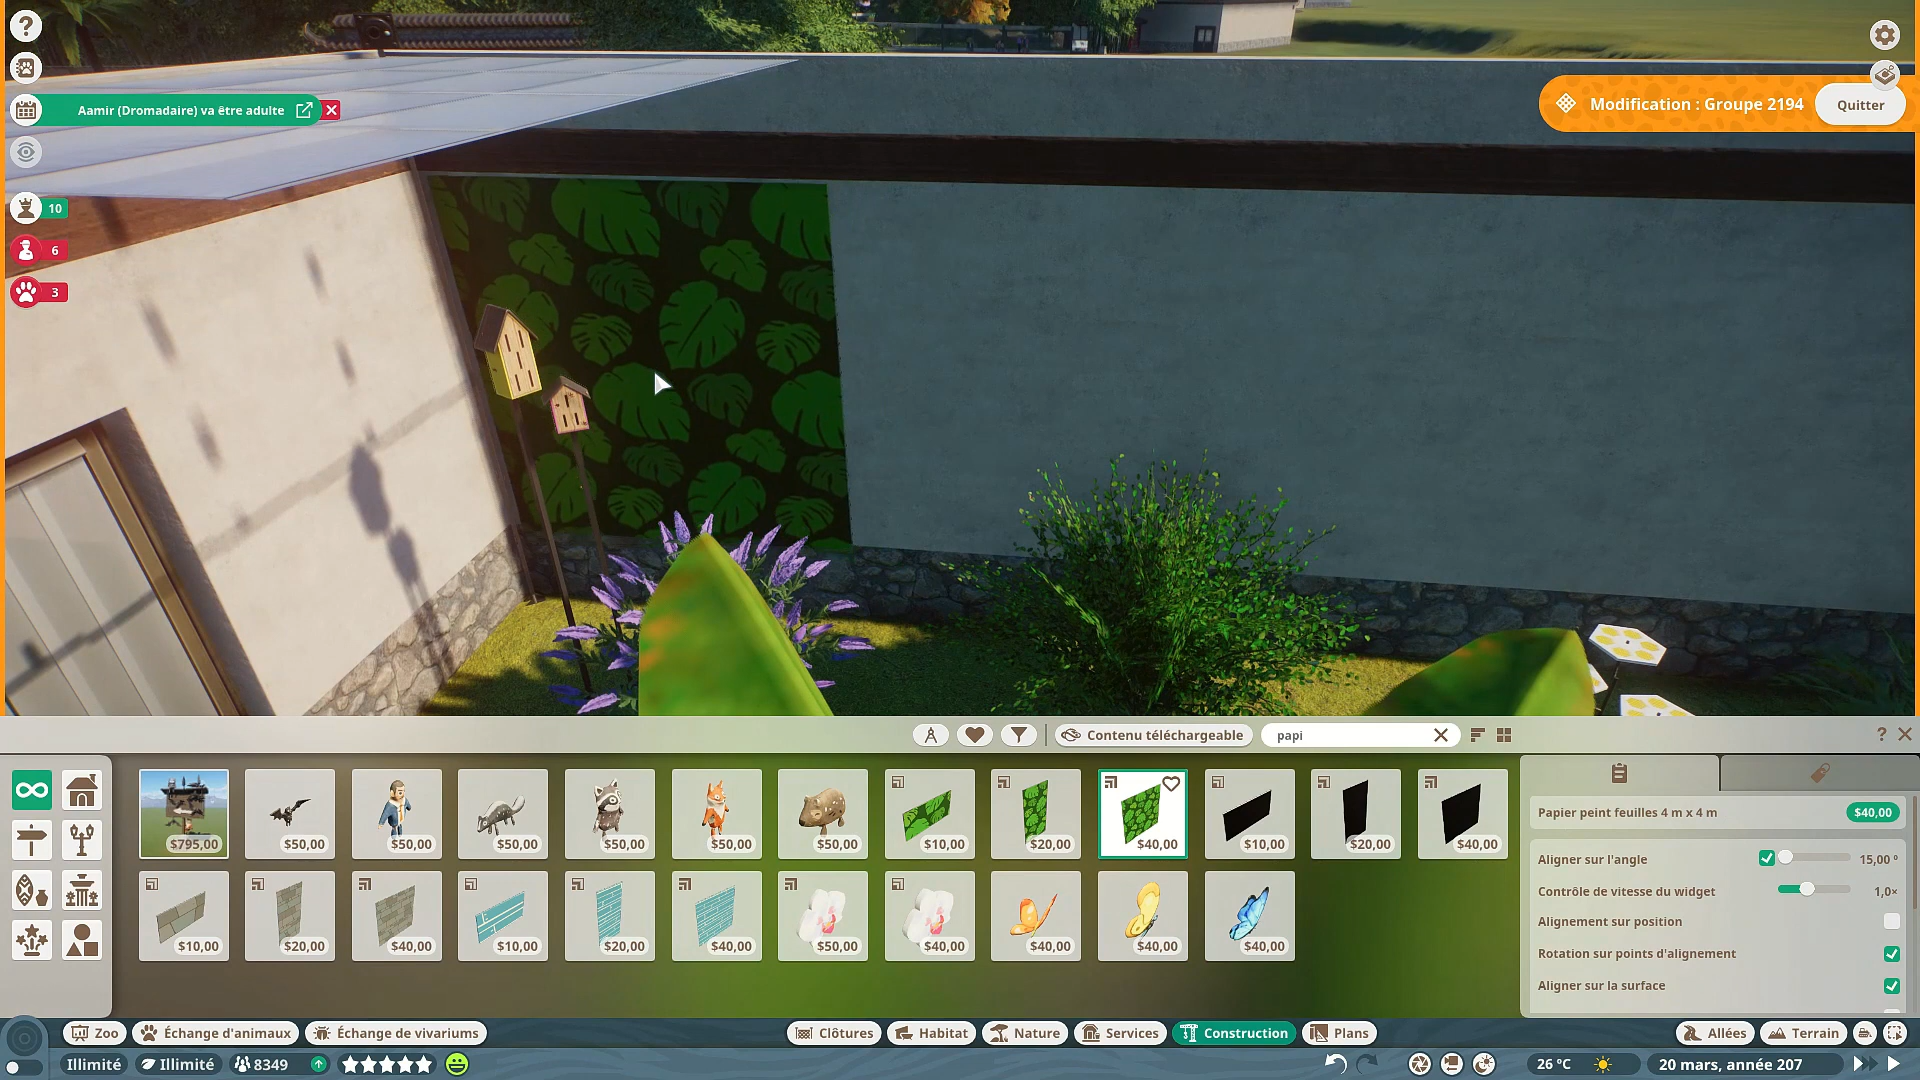 Aamir (Dromadaire) va être adulte
10
6
3
Modification : Groupe 2194
Quitter
Contenu téléchargeable
papi
?
$795,00
$50,00
$50,00
$50,00
$50,00
$50,00
$50,00
$10,00
$20,00
$40,00
$10,00
$20,00
$40,00
$10,00
$20,00
$40,00
$10,00
$20,00
$40,00
$50,00
$40,00
$40,00
$40,00
$40,00
Papier peint feuilles 4 m x 4 m
$40,00
Aligner sur l'angle
15,00 °
Contrôle de vitesse du widget
1,0×
Alignement sur position
Rotation sur points d'alignement
Aligner sur la surface
Zoo
Échange d'animaux
Échange de vivariums
Clôtures
Habitat
Nature
Services
Construction
Plans
Allées
Terrain
Illimité
Illimité
8349
26 °C
20 mars, année 207